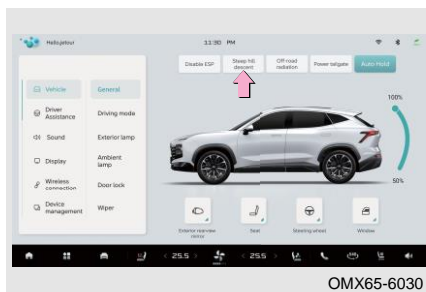 Hello,jetour
11:30 PM
Disable ESP
Steep hill
descent
Off-road
radiation
Power tailgate
Auto Hold
Vehicle
General
Driver
Assistance
Driving mode
Sound
Exterior lamp
Display
Ambient
lamp
Wireless
connection
Door lock
Device
management
Wiper
100%
50%
Exterior rearview
mirror
Seat
Steering wheel
Window
25.5
25.5
OMX65-6030